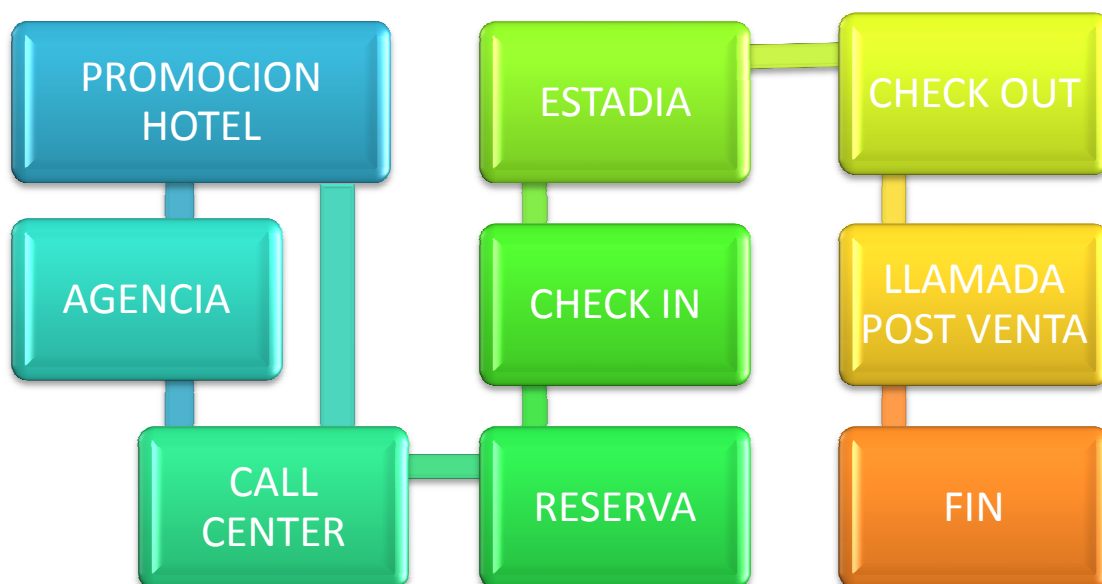 PROMOCION
HOTEL
AGENCIA
CALL
CENTER
RESERVA
CHECK IN
ESTADIA
CHECK OUT
LLAMADA
POST VENTA
FIN